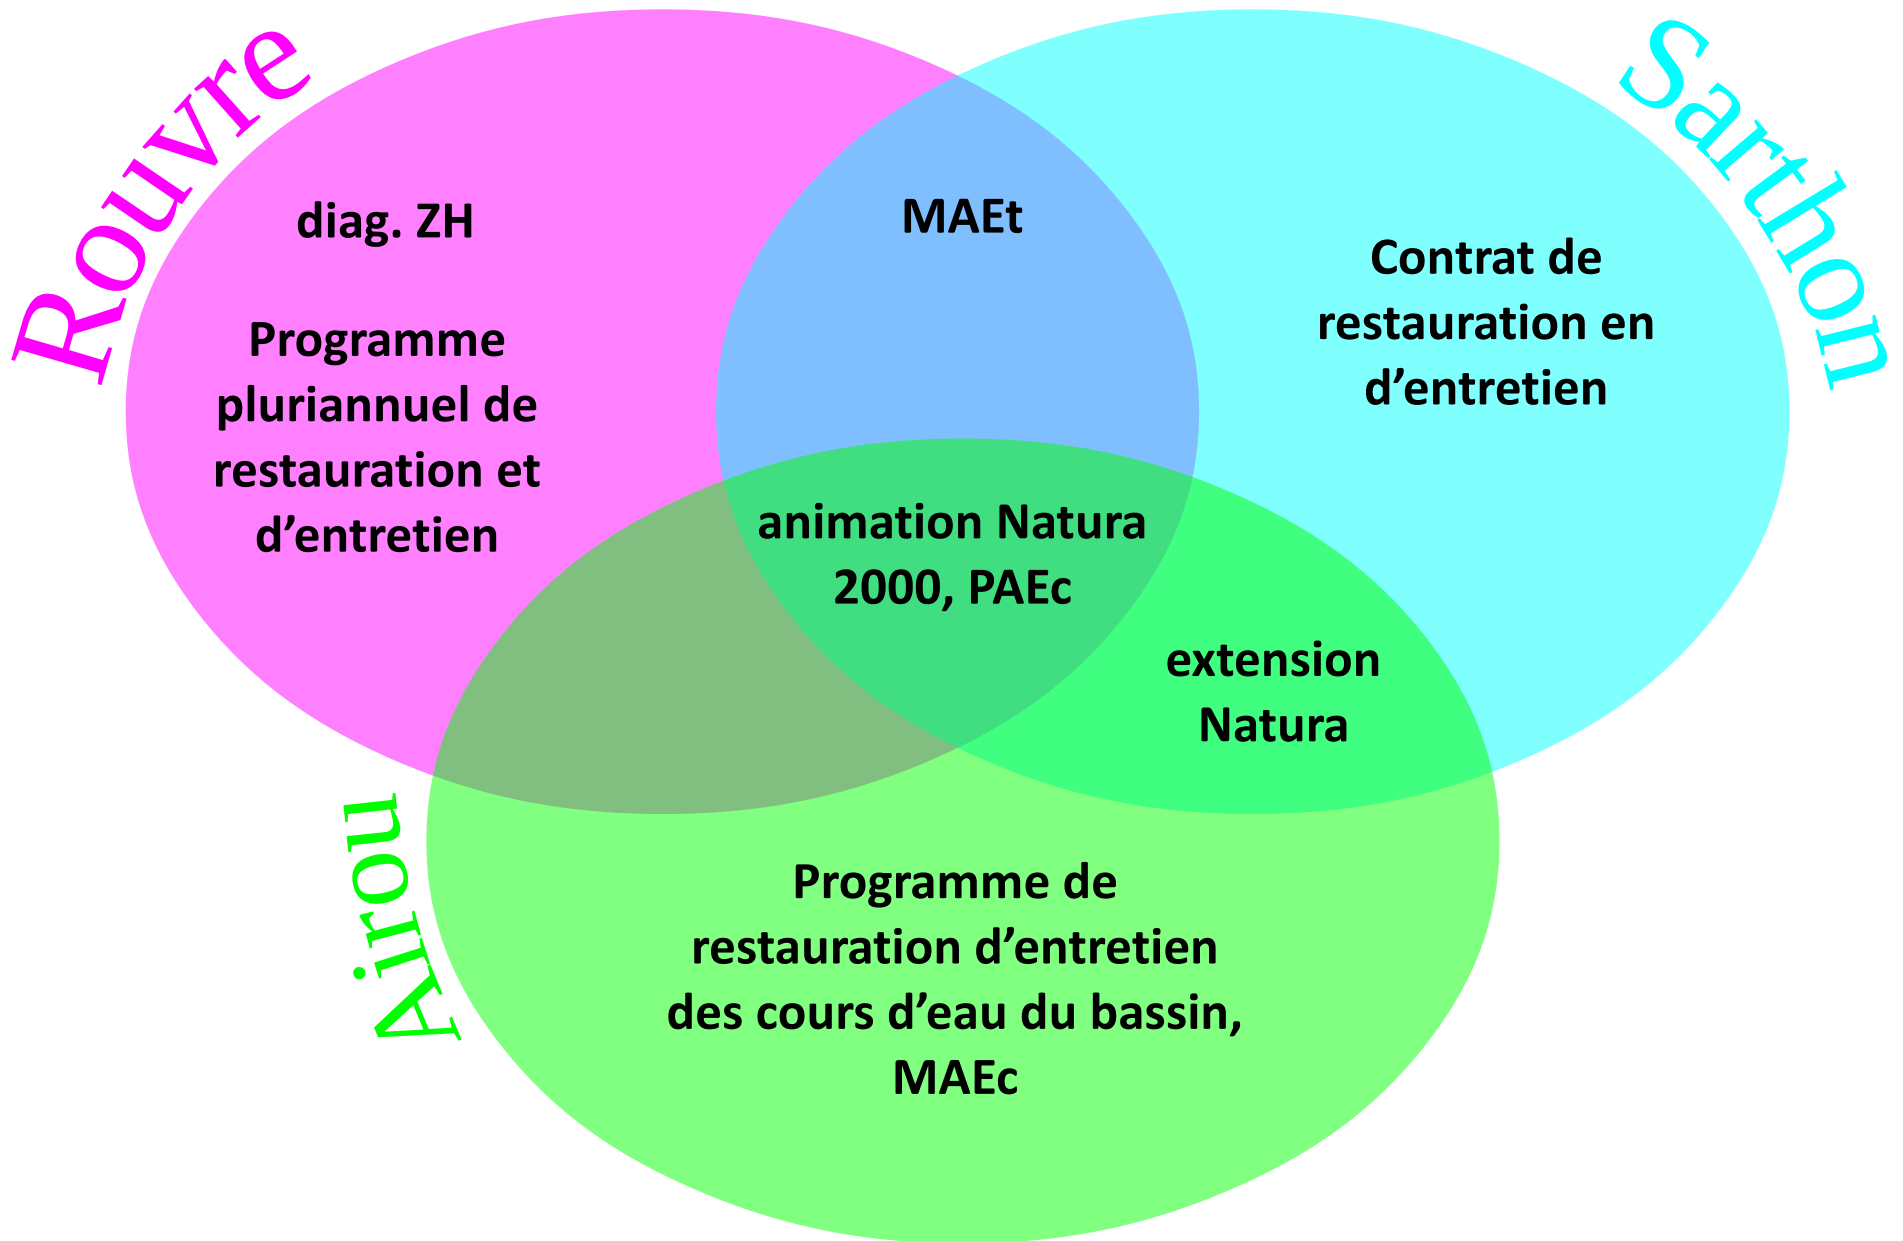 Rouvre
Sarthon
diag. ZH
MAEt
Programme
pluriannuel de
restauration et
d’entretien
Contrat de
restauration en
d’entretien
animation Natura
2000, PAEc
extension
Natura
Airou
Programme de
restauration d’entretien
des cours d’eau du bassin,
MAEc